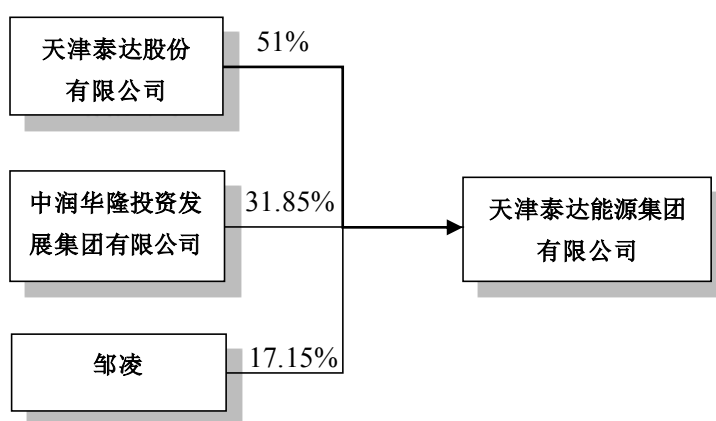 天津泰达股份
有限公司
51%
中润华隆投资发
展集团有限公司
31.85%
天津泰达能源集团
有限公司
邹凌
17.15%